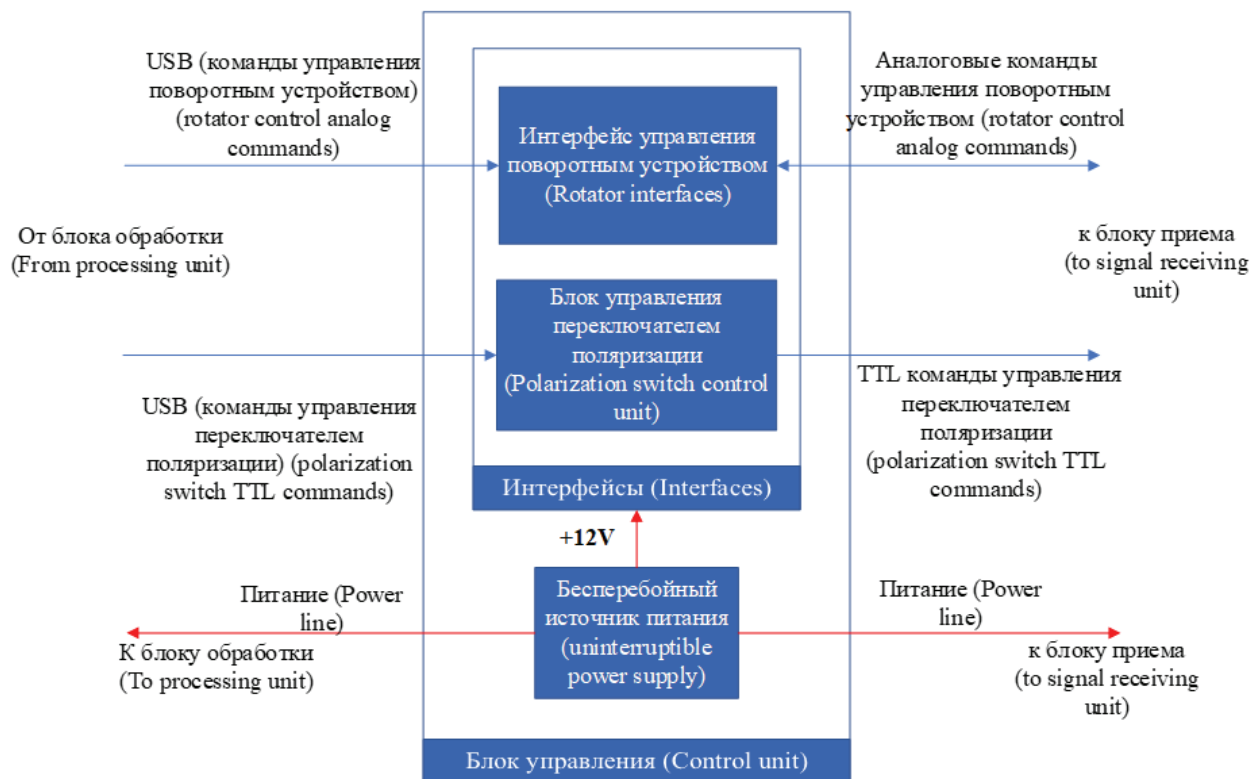 USB (команды управления
поворотным устройством)
(rotator control analog
commands)
Аналоговые команды
управления поворотным
устройством (rotator control
analog commands)
Интерфейс управления
поворотным устройством
(Rotator interfaces)
От блока обработки
(From processing unit)
к блоку приема
(to signal receiving
unit)
Блок управления
переключателем
поляризации
(Polarization switch control
unit)
USB (команды управления
переключателем
поляризации) (polarization
switch TTL commands)
TTL команды управления
переключателем
поляризации
(polarization switch TTL
commands)
Интерфейсы (Interfaces)
+12V
Питание (Power
line)
Бесперебойный
источник питания
(uninterruptible
power supply)
Питание (Power
line)
К блоку обработки
(To processing unit)
к блоку приема
(to signal receiving
unit)
Блок управления (Control unit)